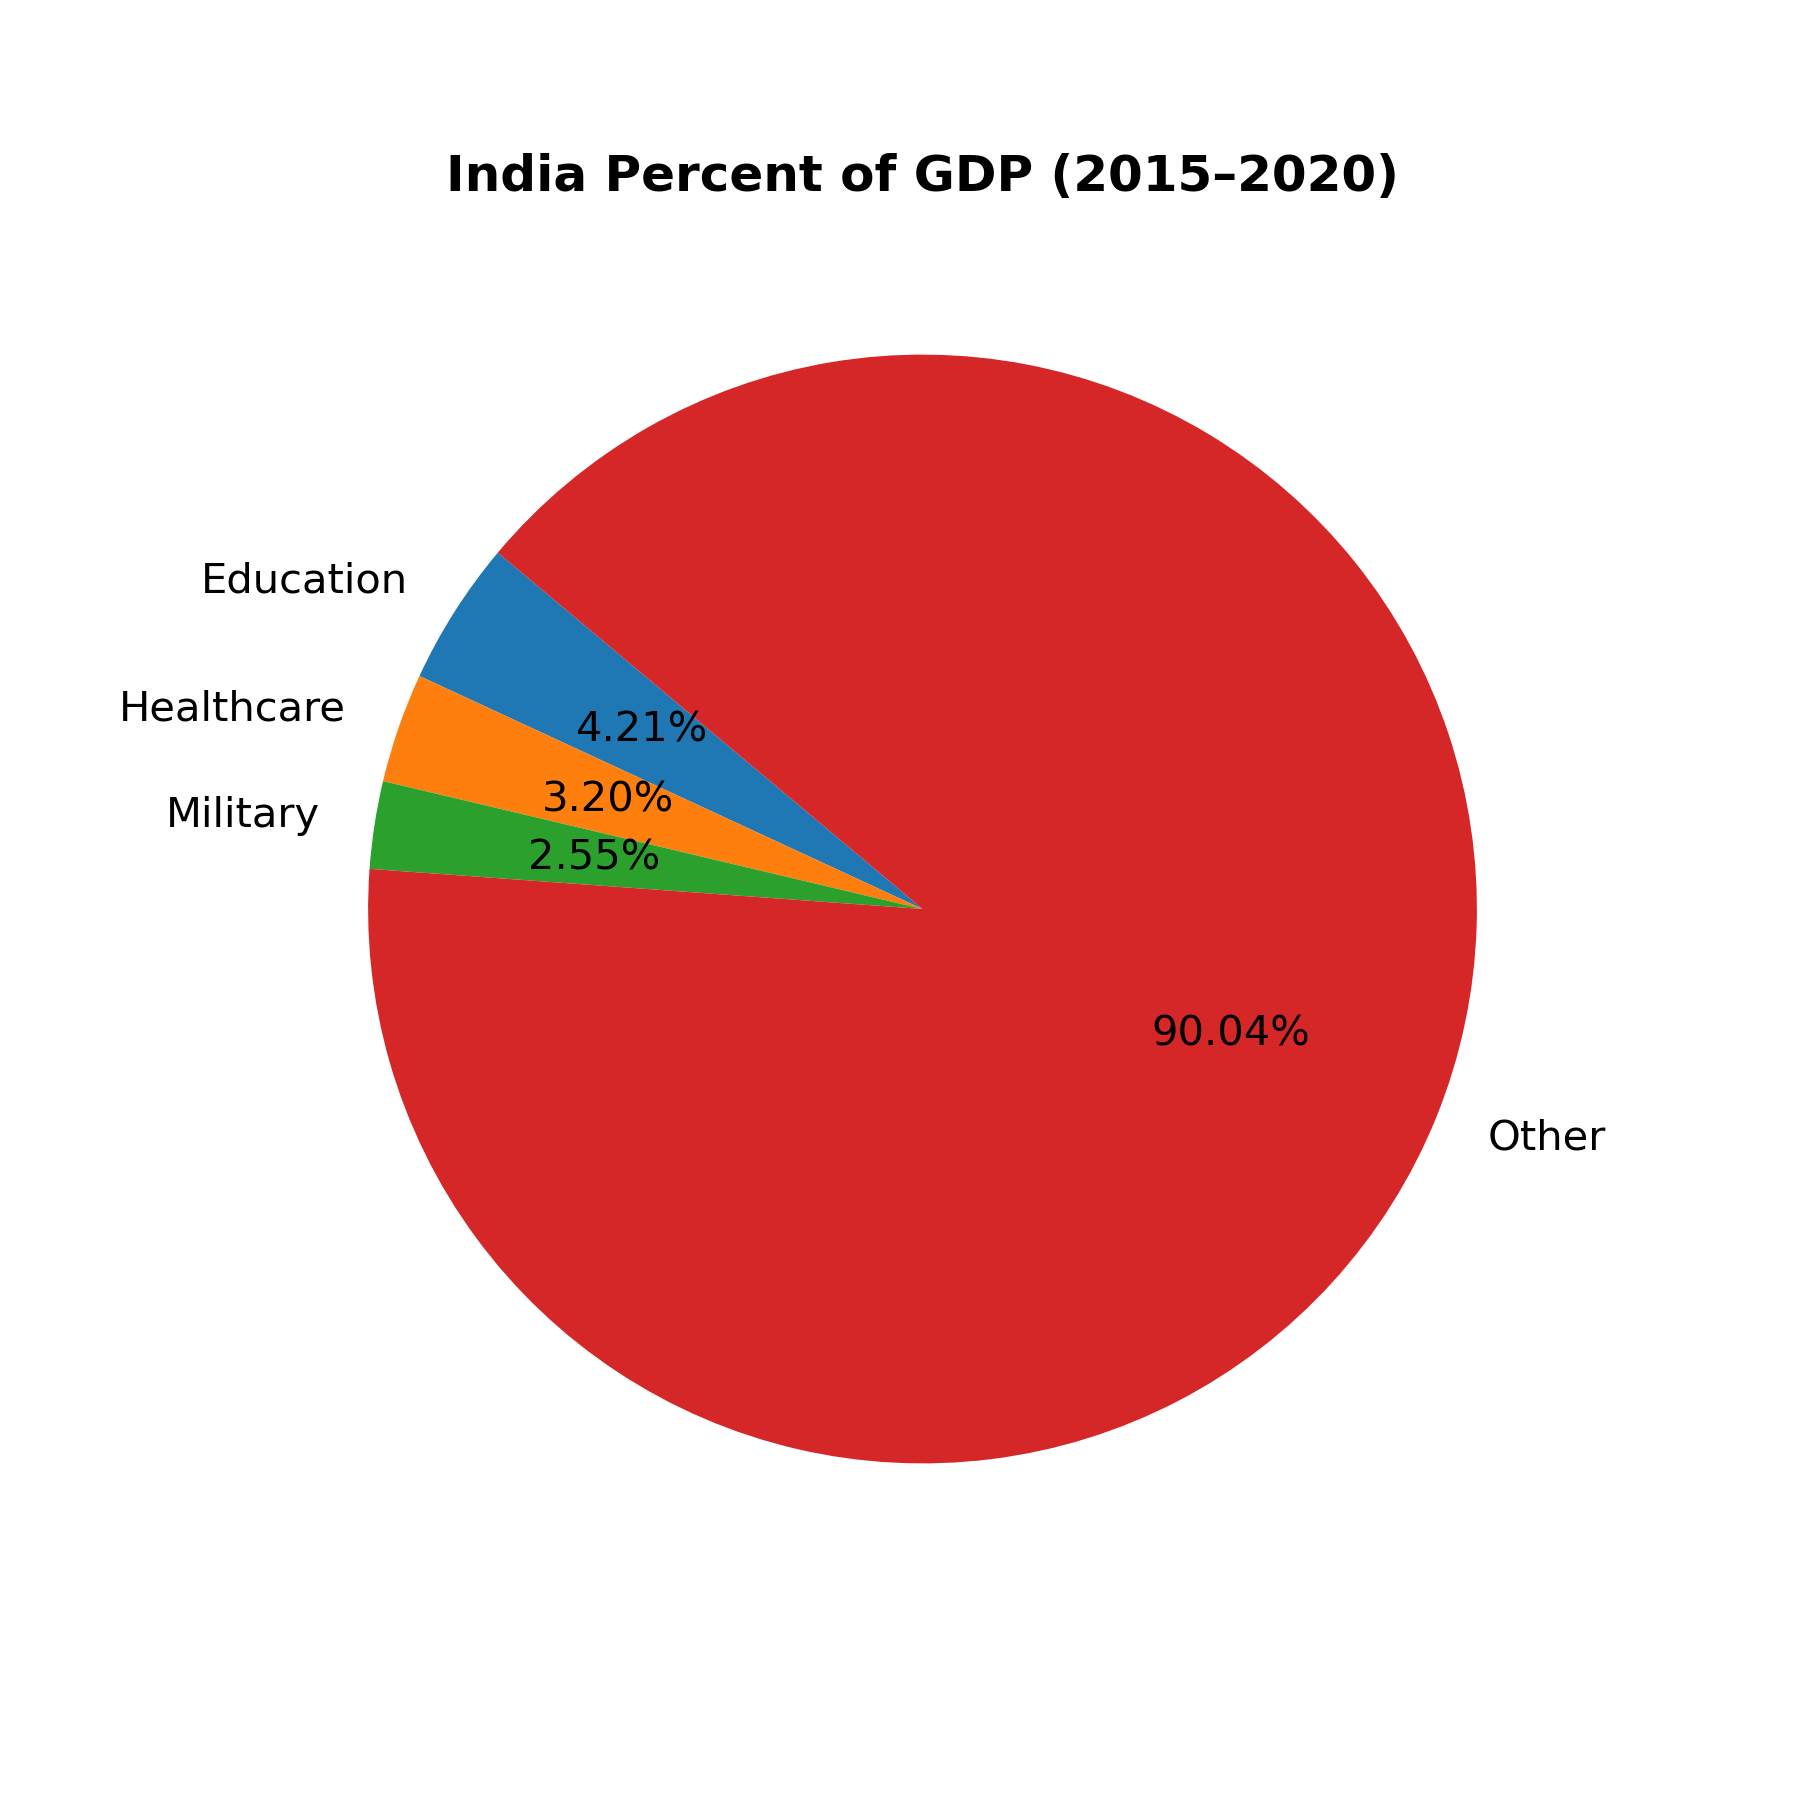 India Percent of GDP (2015–2020)
Education
Healthcare
Military
4.21%
3.20%
2.55%
90.04%
Other